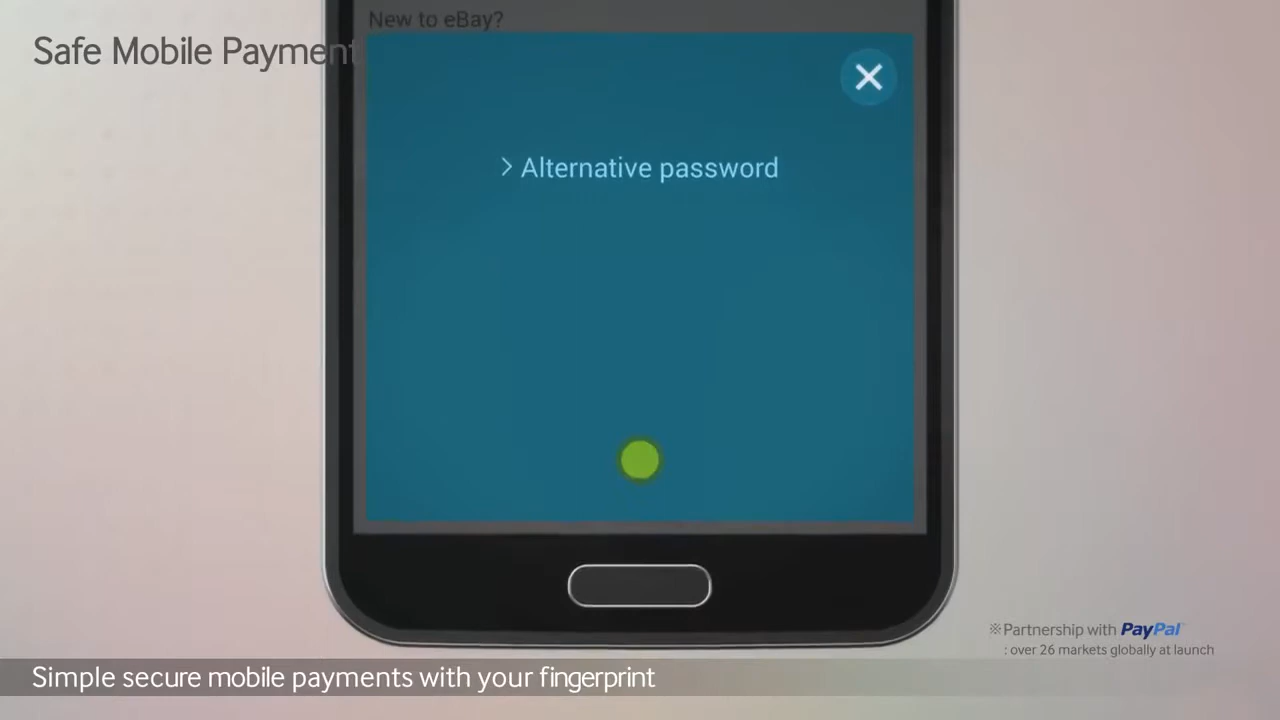 New to eBay?
Safe Mobile Payment
> Alternative password
※Partnership with PayPal
: over 26 markets globally at launch
Simple secure mobile payments with your fingerprint